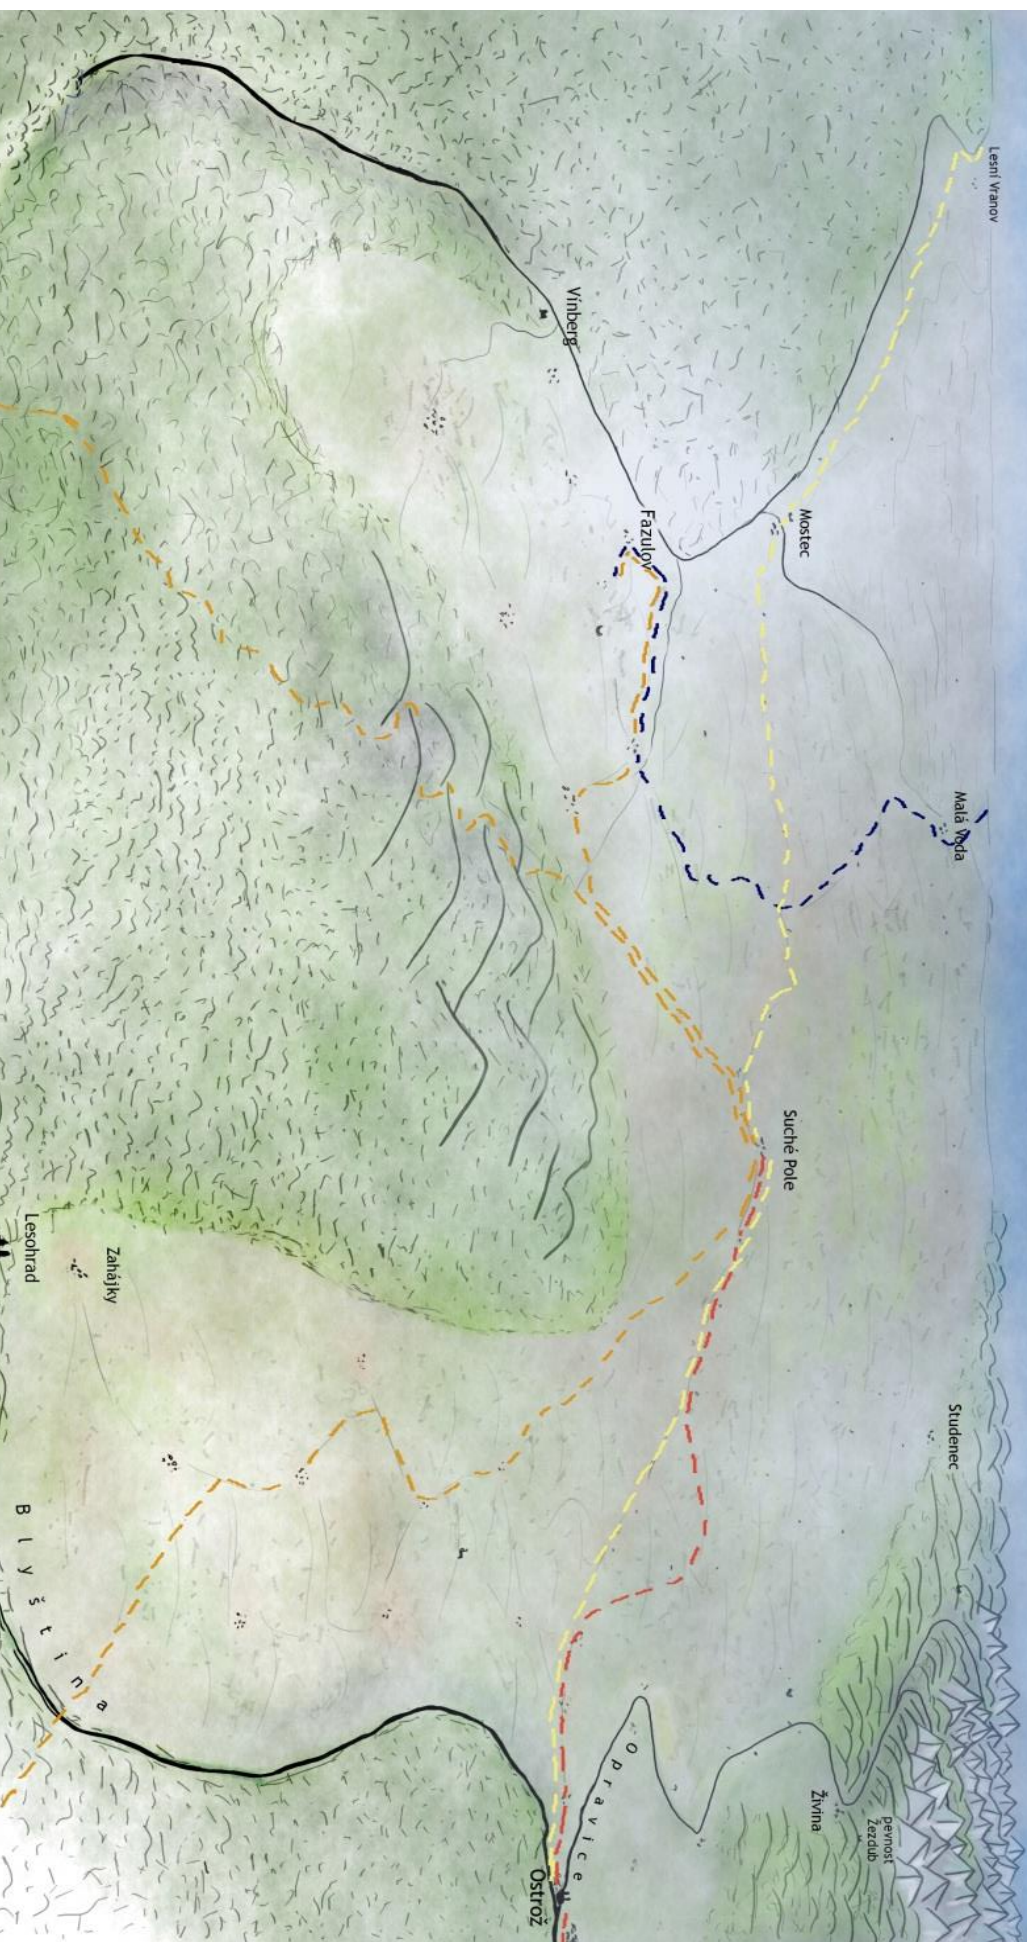 Lesní Vranov
Vínberg
Mostec
Fazulov
Malá Voda
Suché Pole
Lesohrad
Zahájky
Studenec
Blyština
Opravice
Živina
pevnost
Žezdub
Ostrož